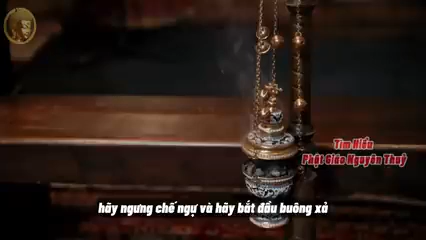 Tìm Hiểu
Phật Giáo Nguyên Thuỷ
hãy ngưng chế ngự và hãy bắt đầu buông xả